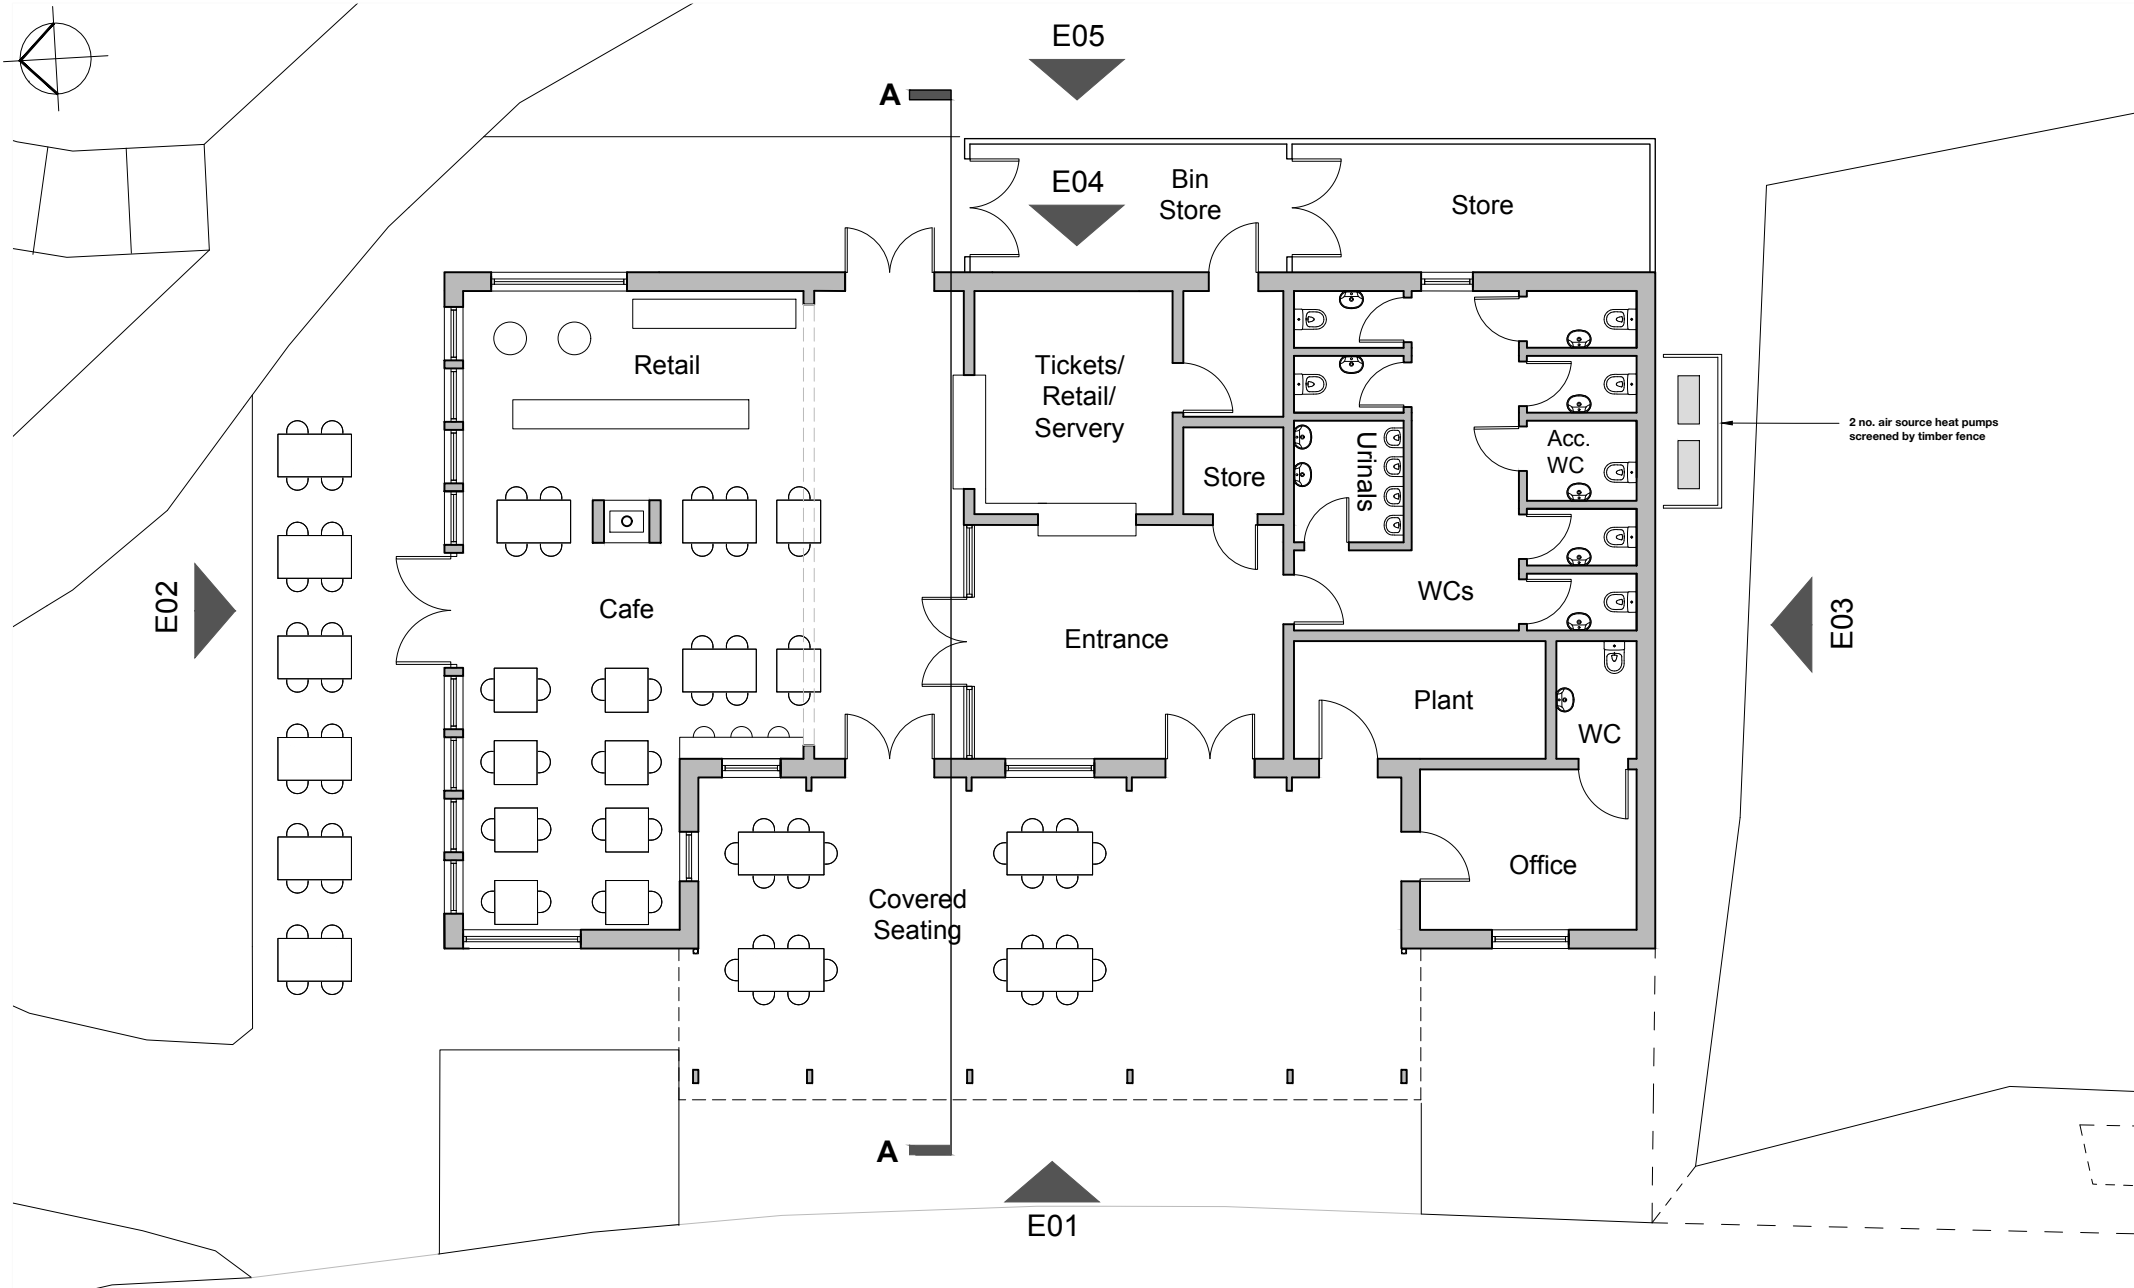 E05
A
E04
Bin
Store
Store
Retail
Tickets/
Retail/
Servery
Store
Urinals
Acc.
WC
2 no. air source heat pumps
screened by timber fence
E02
Cafe
Entrance
WCs
E03
Plant
WC
Office
Covered
Seating
A
E01